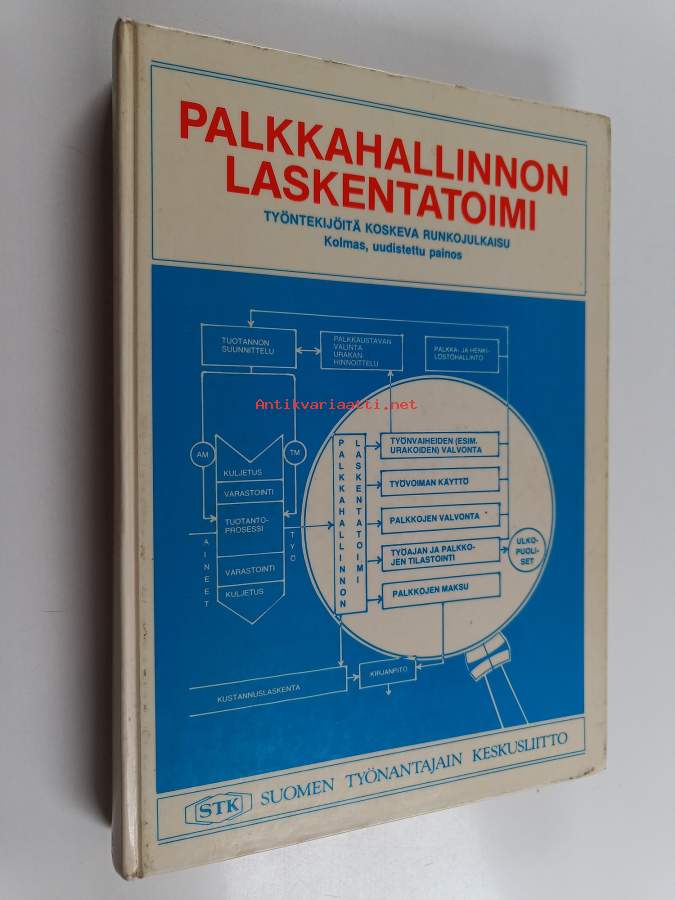 PALKKAHALLINNON
LASKENTATOIMI
TYÖNTEKIJÖITÄ KOSKEVA RUNKOJULKAISU
Kolmas, uudistettu painos
TUOTANNON
SUUNNITTELU
PALKKAUSTAVAN
VALINTA
URAKAN
HINNOITTELU
PALKKA- JA HENKI-
LÖSTÖHALLINTO
Antikvariaatti.net
AM
TM
KULJETUS
VARASTOINTI
TUOTANTO-
PROSESSI
VARASTOINTI
KULJETUS
AINEET
TYÖ
PALKKAHALLINNON
LASKENTATOIMI
TYÖNVAIHEIDEN (ESIM.
URAKOIDEN) VALVONTA
TYÖVOIMAN KÄYTTÖ
PALKKOJEN VALVONTA
TYÖAJAN JA PALKKO-
JEN TILASTOINTI
PALKKOJEN MAKSU
ULKO-
PUOLI-
SET
KUSTANNUSLASKENTA
KIRJANPITO
STK
SUOMEN TYÖNANTAJAIN KESKUSLIITTO